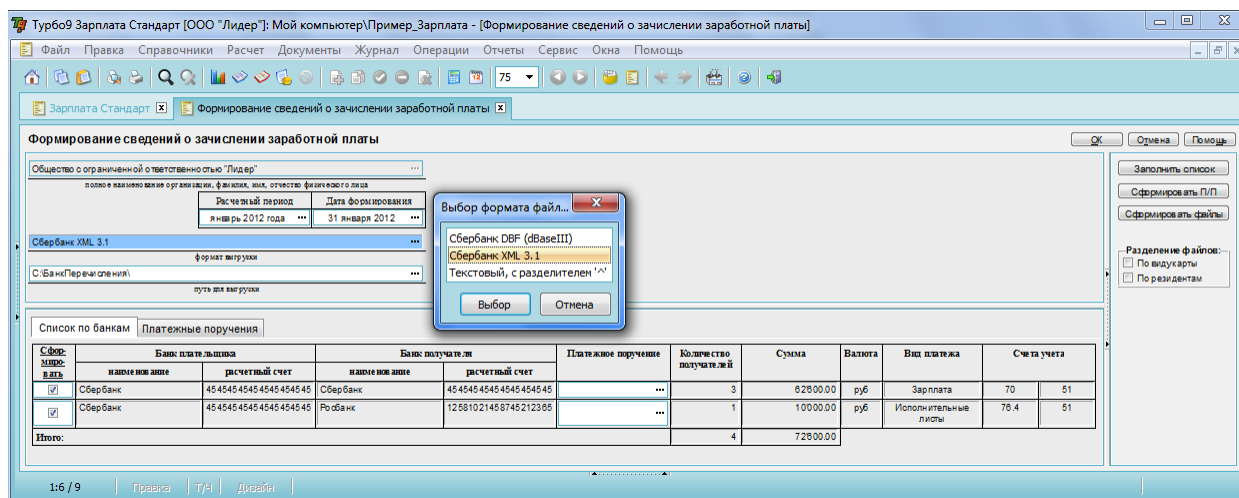 Турбо9 Зарплата Стандарт [ООО "Лидер"]: Мой компьютер\Пример_Зарплата - [Формирование сведений о зачислении заработной платы]
Файл Правка Справочники Расчет Документы Журнал Операции Отчеты Сервис Окна Помощь
75
Зарплата Стандарт Формирование сведений о зачислении заработной платы
Формирование сведений о зачислении заработной платы
ОК Отмена Помощь
Общество с ограниченной ответственностью "Лидер" ...
полное наименование организации, фамилия, имя, отчество физического лица
Расчетный период Дата формирования
январь 2012 года ... 31 января 2012 ...
Сбербанк XML 3.1 ...
формат выгрузки
C:\БанкПеречисления\ ...
путь для выгрузки
Выбор формата файл...
Сбербанк DBF (dBaseIII)
Сбербанк XML 3.1
Текстовый, с разделителем '^'
Выбор Отмена
Заполнить список
Сформировать П/П
Сформировать файлы
Разделение файлов:
По виду карты
По резидентам
Список по банкам Платежные поручения
Сфор-
миро-
вать
Банк плательщика Банк получателя Платежное поручение Количество получателей Сумма Валюта Вид платежа Счета учета
наименование расчетный счет наименование расчетный счет
Сбербанк 45454545454545454545 Сбербанк 45454545454545454545 ... 3 62600.00 руб Зарплата 70 51
Сбербанк 45454545454545454545 Росбанк 12581021458745212365 ... 1 10000.00 руб Исполнительные листы 76.4 51
Итого: 4 72600.00
1:6 / 9 Правка Т/Ч Дизайн